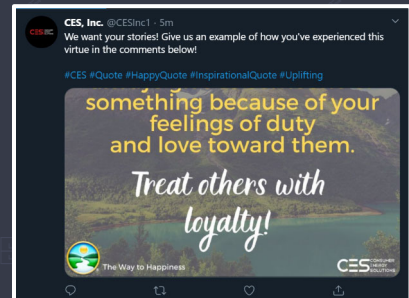 CES, Inc. @CESInc1 · 5m
We want your stories! Give us an example of how you've experienced this
virtue in the comments below!
#CES #Quote #HappyQuote #InspirationalQuote #Uplifting
something because of your
feelings of duty
and love toward them.
Treat others with
loyalty!
The Way to Happiness
CES CONSUMER
ENERGY
SOLUTIONS